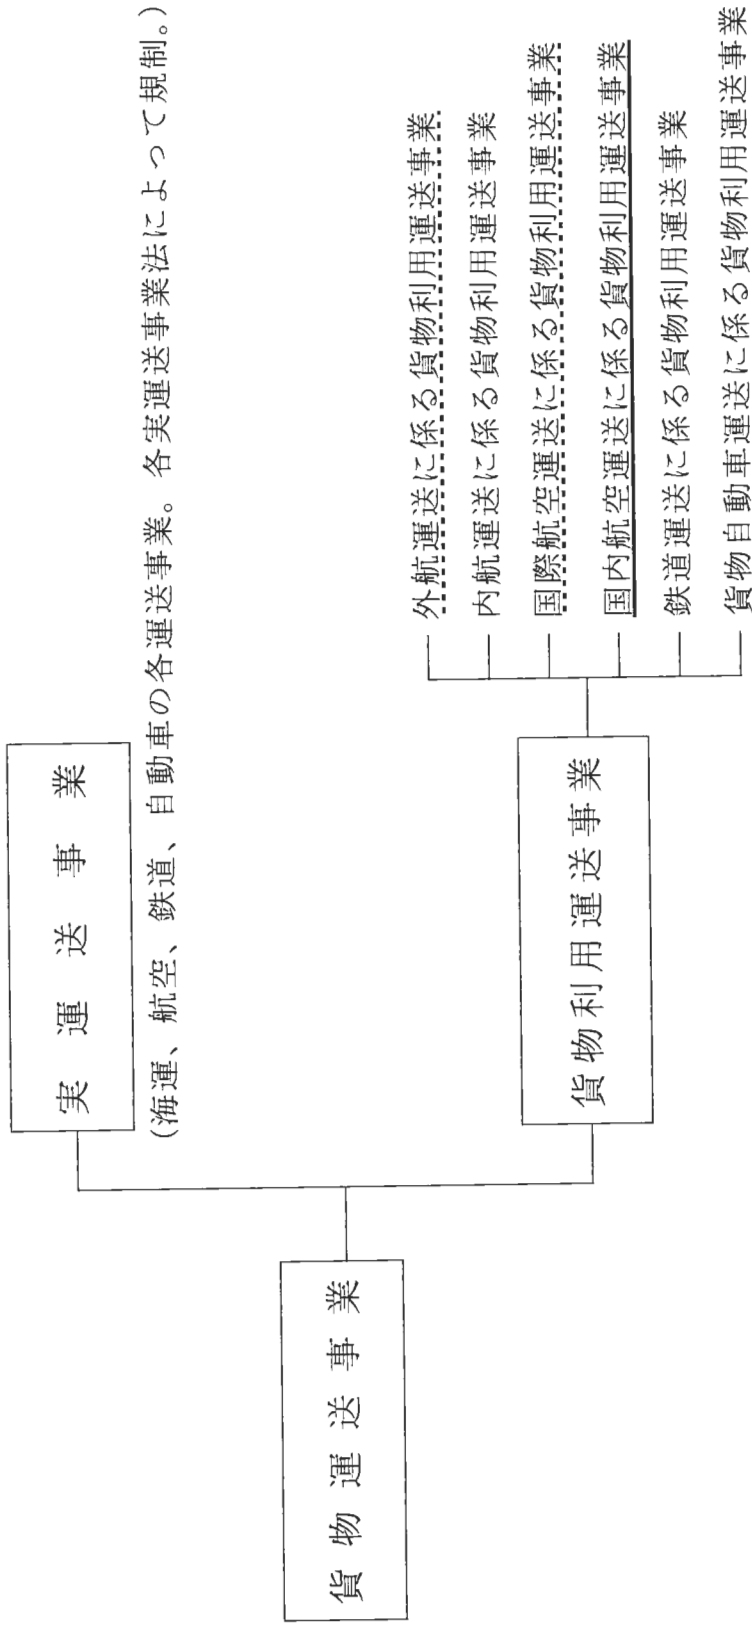 貨物運送事業
実運送事業
(海運、航空、鉄道、自動車の各運送事業。各実運送事業法によって規制。)
貨物利用運送事業
外航運送に係る貨物利用運送事業
内航運送に係る貨物利用運送事業
国際航空運送に係る貨物利用運送事業
国内航空運送に係る貨物利用運送事業
鉄道運送に係る貨物利用運送事業
貨物自動車運送に係る貨物利用運送事業